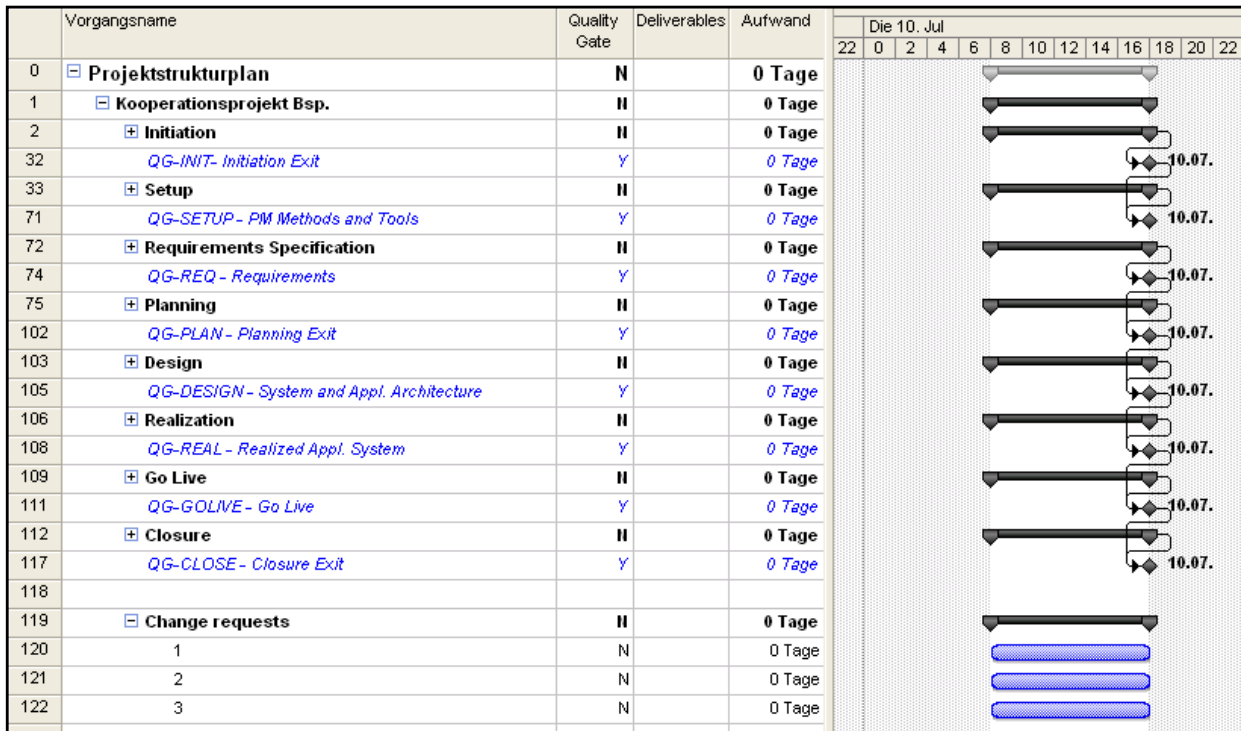 Vorgangsname Quality Gate Deliverables Aufwand
Die 10. Jul
22 0 2 4 6 8 10 12 14 16 18 20 22
0 Projektstrukturplan N 0 Tage
1 Kooperationsprojekt Bsp. N 0 Tage
2 Initiation N 0 Tage
32 QG-INIT- Initiation Exit Y 0 Tage 10.07.
33 Setup N 0 Tage
71 QG-SETUP - PM Methods and Tools Y 0 Tage 10.07.
72 Requirements Specification N 0 Tage
74 QG-REQ - Requirements Y 0 Tage 10.07.
75 Planning N 0 Tage
102 QG-PLAN - Planning Exit Y 0 Tage 10.07.
103 Design N 0 Tage
105 QG-DESIGN - System and Appl. Architecture Y 0 Tage 10.07.
106 Realization N 0 Tage
108 QG-REAL - Realized Appl. System Y 0 Tage 10.07.
109 Go Live N 0 Tage
111 QG-GOLIVE - Go Live Y 0 Tage 10.07.
112 Closure N 0 Tage
117 QG-CLOSE - Closure Exit Y 0 Tage 10.07.
118
119 Change requests N 0 Tage
120 1 N 0 Tage
121 2 N 0 Tage
122 3 N 0 Tage